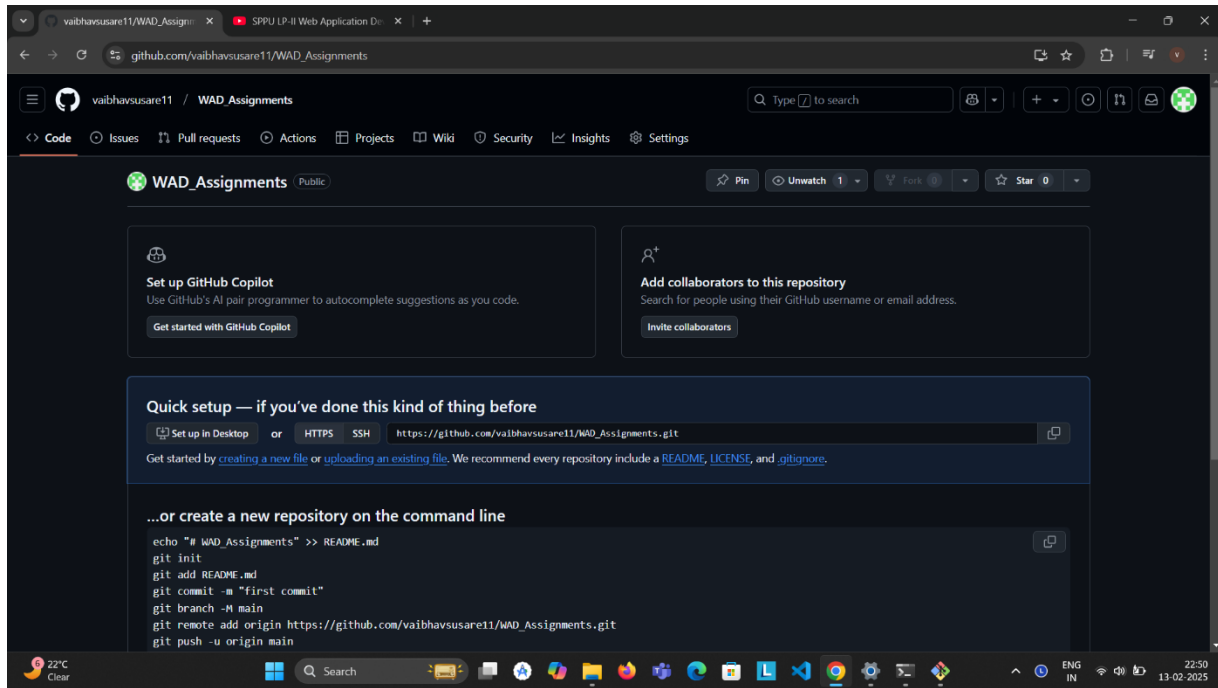 vaibhavsusare11/WAD_Assignm
SPPU LP-II Web Application De
github.com/vaibhavsusare11/WAD_Assignments
V
vaibhavsusare11 / WAD_Assignments
Type / to search
<> Code Issues Pull requests Actions Projects Wiki Security Insights Settings
WAD_Assignments Public
Pin Unwatch 1 Fork 0 Star 0
Set up GitHub Copilot
Use GitHub's AI pair programmer to autocomplete suggestions as you code.
Get started with GitHub Copilot
Add collaborators to this repository
Search for people using their GitHub username or email address.
Invite collaborators
Quick setup — if you've done this kind of thing before
Set up in Desktop or HTTPS SSH https://github.com/vaibhavsusare11/WAD_Assignments.git
Get started by creating a new file or uploading an existing file. We recommend every repository include a README, LICENSE, and .gitignore.
...or create a new repository on the command line
echo "# WAD_Assignments" >> README.md
git init
git add README.md
git commit -m "first commit"
git branch -M main
git remote add origin https://github.com/vaibhavsusare11/WAD_Assignments.git
git push -u origin main
6
22°C
Clear
Search
L
ENG
IN
22:50
13-02-2025